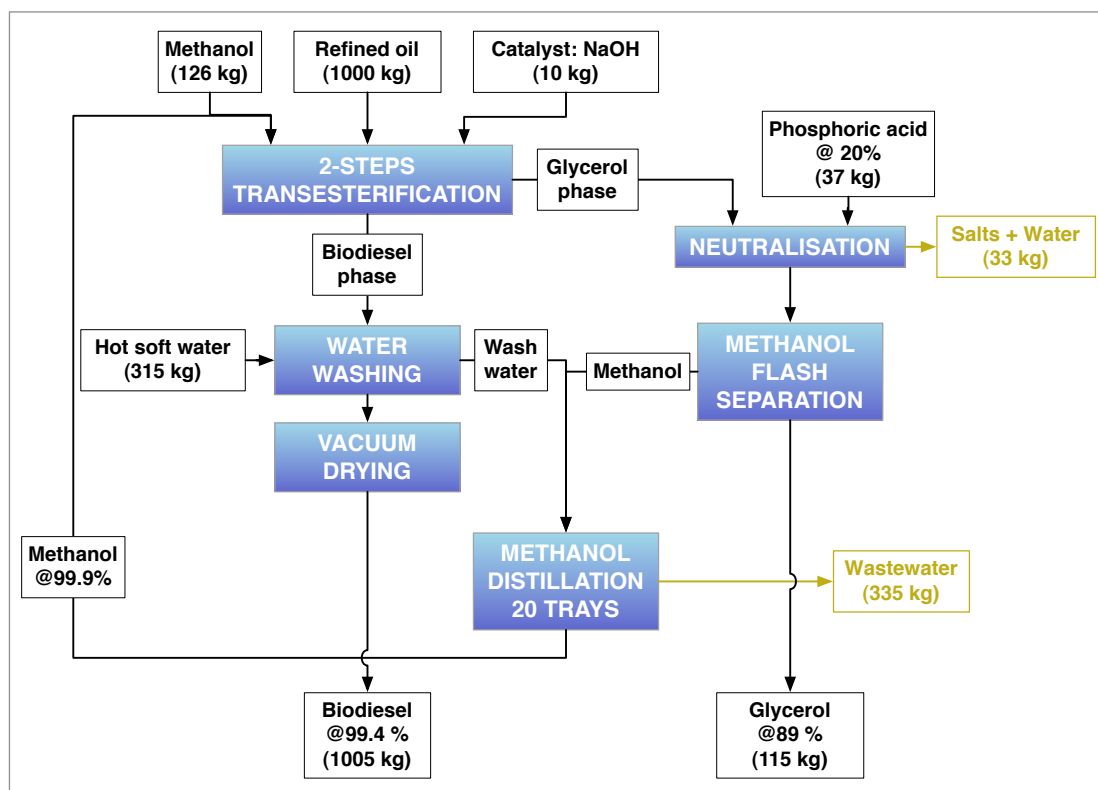 Methanol
(126 kg)
Refined oil
(1000 kg)
Catalyst: NaOH
(10 kg)
Phosphoric acid
@ 20%
(37 kg)
2-STEPS
TRANSESTERIFICATION
Glycerol
phase
NEUTRALISATION
Salts + Water
(33 kg)
Biodiesel
phase
Hot soft water
(315 kg)
WATER
WASHING
Wash
water
Methanol
METHANOL
FLASH
SEPARATION
VACUUM
DRYING
Methanol
@99.9%
METHANOL
DISTILLATION
20 TRAYS
Wastewater
(335 kg)
Biodiesel
@99.4 %
(1005 kg)
Glycerol
@89 %
(115 kg)